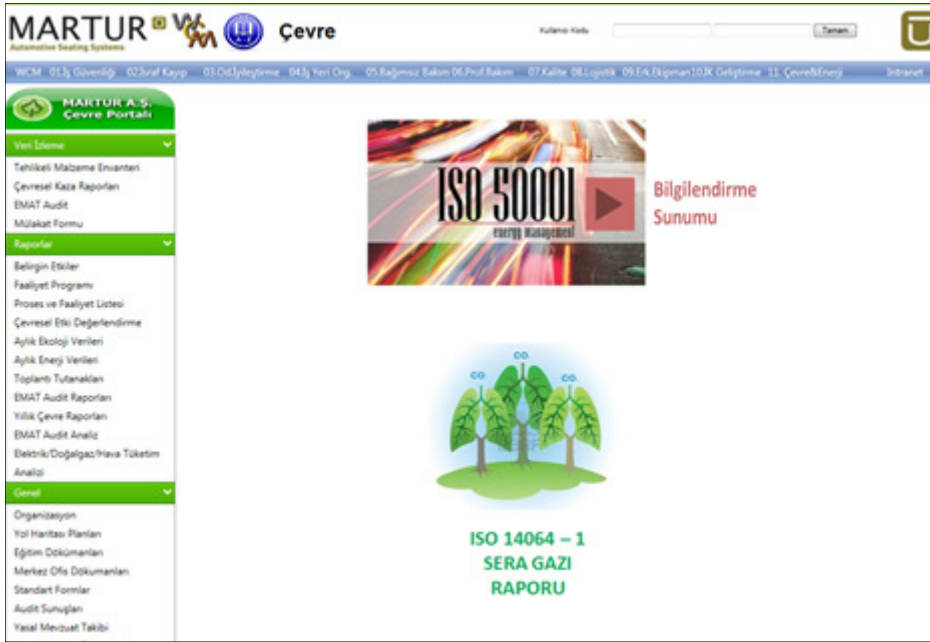 MARTUR
Automotive Seating Systems
WCM
Çevre
Kullanıcı Kodu
Tamam
WCM 01.İş Güvenliği 02.İsraf Kayıp 03.Od.İyileştirme 04.İş Yeri Org. 05.Bağımsız Bakım 06.Prof.Bakım 07.Kalite 08.Lojistik 09.Erk.Ekipman 10.İK Geliştirme 11. Çevre&Enerji Intranet
MARTUR A.Ş.
Çevre Portalı
Veri İzleme
Tehlikeli Malzeme Envanteri
Çevresel Kaza Raporları
EMAT Audit
Mülakat Formu
Raporlar
Belirgin Etkiler
Faaliyet Programı
Proses ve Faaliyet Listesi
Çevresel Etki Değerlendirme
Aylık Ekoloji Verileri
Aylık Enerji Verileri
Toplantı Tutanakları
EMAT Audit Raporları
Yıllık Çevre Raporları
EMAT Audit Analiz
Elektrik/Doğalgaz/Hava Tüketim
Analizi
Genel
Organizasyon
Yol Haritası Planları
Eğitim Dökümanları
Merkez Ofis Dökumanları
Standart Formlar
Audit Sunuşları
Yasal Mevzuat Takibi
ISO 50001
energy management
Bilgilendirme
Sunumu
CO₂
CO₂
CO₂
ISO 14064 – 1
SERA GAZI
RAPORU